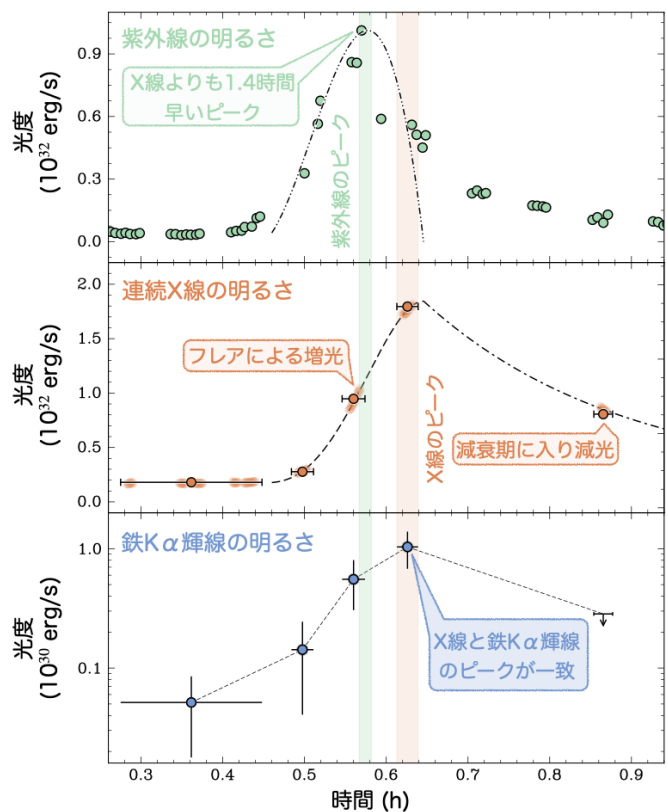 紫外線の明るさ
X線よりも1.4時間
早いピーク
紫外線のピーク
光度
(10³² erg/s)
0.0
0.3
0.6
0.9
連続X線の明るさ
フレアによる増光
X線のピーク
減衰期に入り減光
光度
(10³² erg/s)
0.0
0.5
1.0
1.5
2.0
鉄Kα輝線の明るさ
X線と鉄Kα輝線
のピークが一致
光度
(10³⁰ erg/s)
0.1
1.0
0.3 0.4 0.5 0.6 0.7 0.8 0.9
時間 (h)